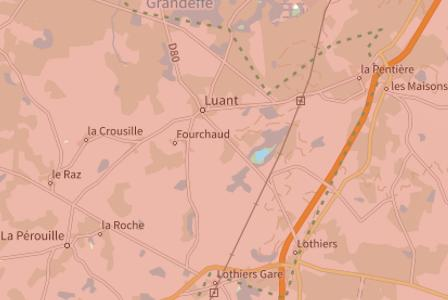 Grandeffe
D80
la Pentière
les Maisons
Luant
la Crousille
Fourchaud
le Raz
la Roche
La Pérouille
Lothiers
Lothiers Gare